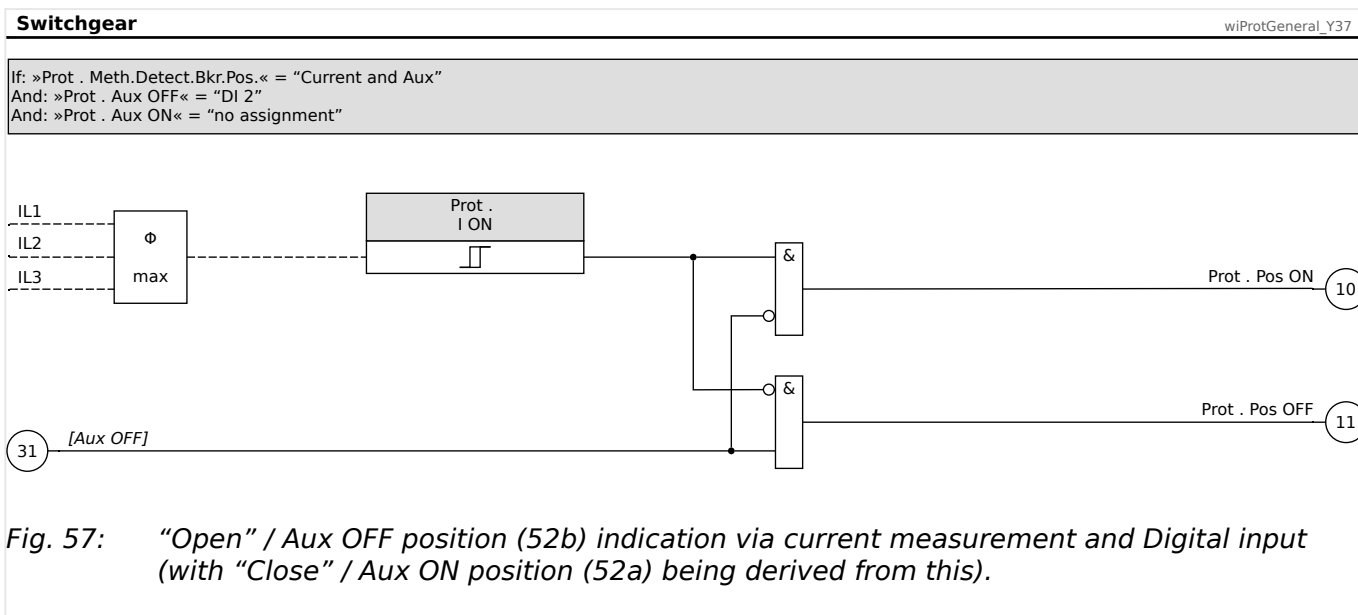 Switchgear
wiProtGeneral_Y37
If: »Prot . Meth.Detect.Bkr.Pos.« = “Current and Aux”
And: »Prot . Aux OFF« = “DI 2”
And: »Prot . Aux ON« = “no assignment”
IL1
IL2
IL3
Φ
max
Prot .
I ON
&
Prot . Pos ON
10
&
Prot . Pos OFF
11
31
[Aux OFF]
Fig. 57: “Open” / Aux OFF position (52b) indication via current measurement and Digital input
(with “Close” / Aux ON position (52a) being derived from this).